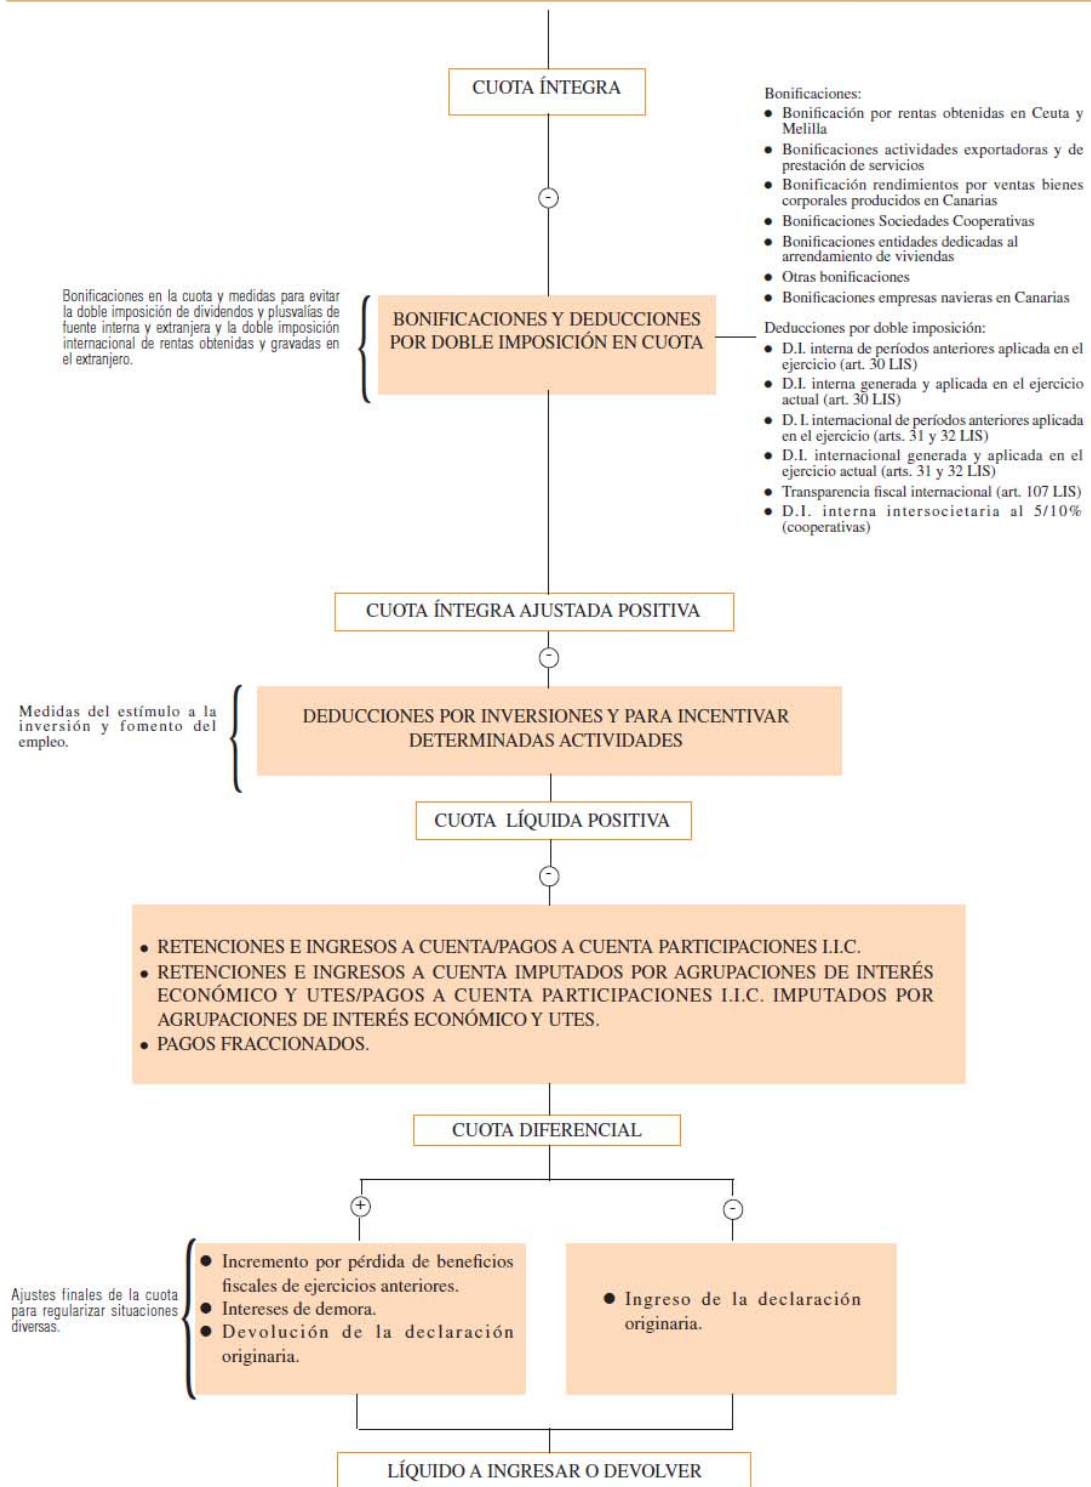 CUOTA ÍNTEGRA
-
Bonificaciones:
● Bonificación por rentas obtenidas en Ceuta y
Melilla
● Bonificaciones actividades exportadoras y de
prestación de servicios
● Bonificación rendimientos por ventas bienes
corporales producidos en Canarias
● Bonificaciones Sociedades Cooperativas
● Bonificaciones entidades dedicadas al
arrendamiento de viviendas
● Otras bonificaciones
● Bonificaciones empresas navieras en Canarias
Deducciones por doble imposición:
● D.I. interna de períodos anteriores aplicada en el
ejercicio (art. 30 LIS)
● D.I. interna generada y aplicada en el ejercicio
actual (art. 30 LIS)
● D. I. internacional de períodos anteriores aplicada
en el ejercicio (arts. 31 y 32 LIS)
● D.I. internacional generada y aplicada en el
ejercicio actual (arts. 31 y 32 LIS)
● Transparencia fiscal internacional (art. 107 LIS)
● D.I. interna intersocietaria al 5/10%
(cooperativas)
Bonificaciones en la cuota y medidas para evitar
la doble imposición de dividendos y plusvalías de
fuente interna y extranjera y la doble imposición
internacional de rentas obtenidas y gravadas en
el extranjero.
BONIFICACIONES Y DEDUCCIONES
POR DOBLE IMPOSICIÓN EN CUOTA
CUOTA ÍNTEGRA AJUSTADA POSITIVA
-
Medidas del estímulo a la
inversión y fomento del
empleo.
DEDUCCIONES POR INVERSIONES Y PARA INCENTIVAR
DETERMINADAS ACTIVIDADES
CUOTA LÍQUIDA POSITIVA
-
● RETENCIONES E INGRESOS A CUENTA/PAGOS A CUENTA PARTICIPACIONES I.I.C.
● RETENCIONES E INGRESOS A CUENTA IMPUTADOS POR AGRUPACIONES DE INTERÉS
ECONÓMICO Y UTES/PAGOS A CUENTA PARTICIPACIONES I.I.C. IMPUTADOS POR
AGRUPACIONES DE INTERÉS ECONÓMICO Y UTES.
● PAGOS FRACCIONADOS.
CUOTA DIFERENCIAL
+
-
Ajustes finales de la cuota
para regularizar situaciones
diversas.
● Incremento por pérdida de beneficios
fiscales de ejercicios anteriores.
● Intereses de demora.
● Devolución de la declaración
originaria.
● Ingreso de la declaración
originaria.
LÍQUIDO A INGRESAR O DEVOLVER